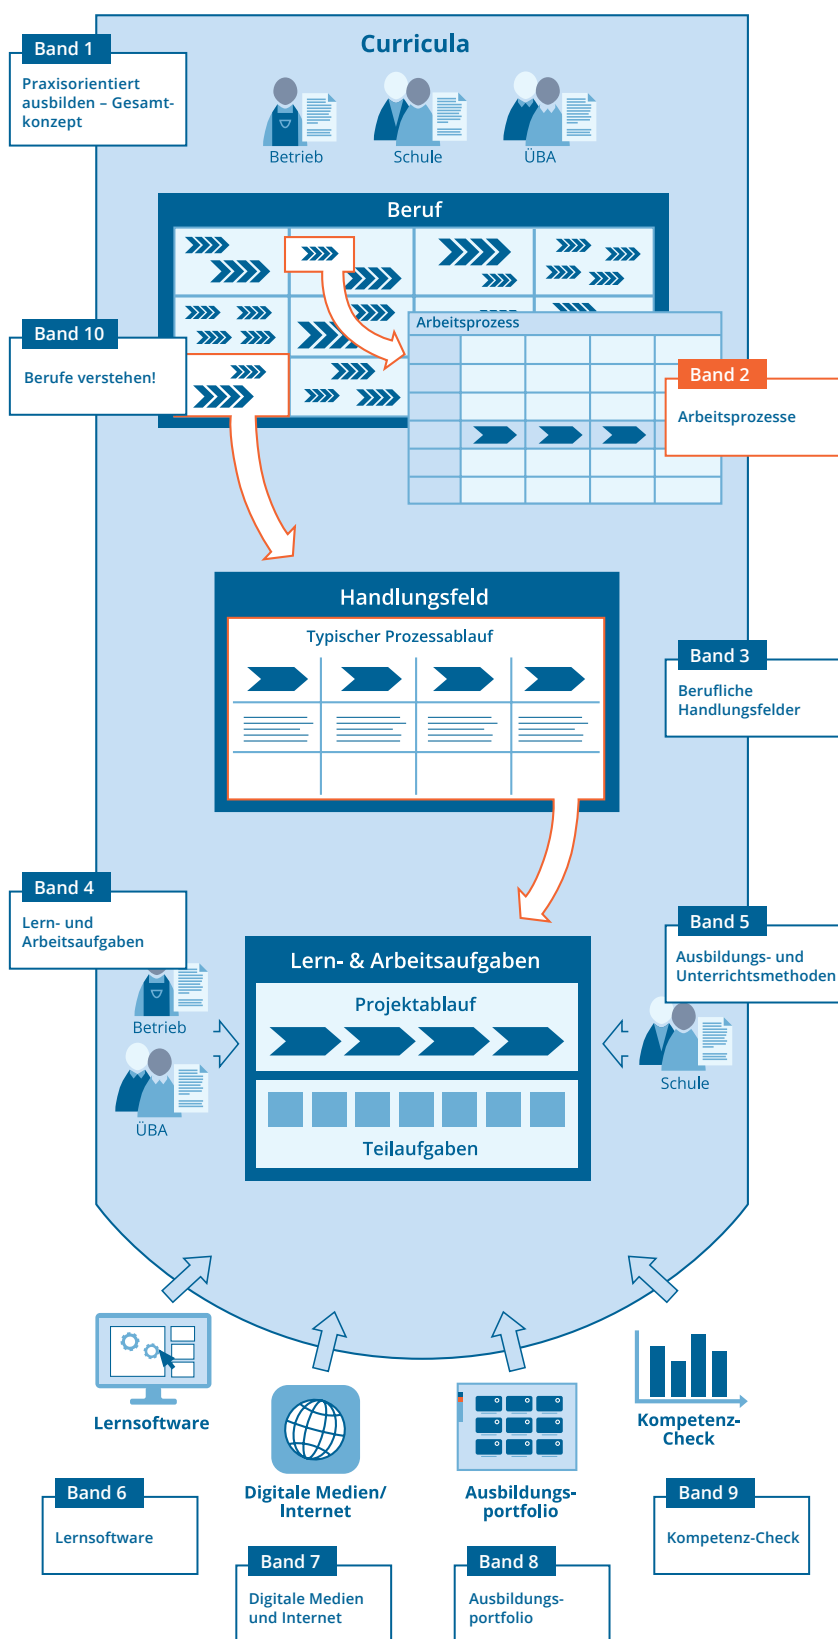 Curricula
Band 1
Praxisorientiert
ausbilden – Gesamt-
konzept
Betrieb
Schule
ÜBA
Beruf
Arbeitsprozess
Band 10
Berufe verstehen!
Band 2
Arbeitsprozesse
Handlungsfeld
Typischer Prozessablauf
Band 3
Berufliche
Handlungsfelder
Band 4
Lern- und
Arbeitsaufgaben
Band 5
Ausbildungs- und
Unterrichtsmethoden
Lern- & Arbeitsaufgaben
Projektablauf
Teilaufgaben
Betrieb
ÜBA
Schule
Lernsoftware
Digitale Medien/
Internet
Ausbildungs-
portfolio
Kompetenz-
Check
Band 6
Lernsoftware
Band 7
Digitale Medien
und Internet
Band 8
Ausbildungs-
portfolio
Band 9
Kompetenz-Check